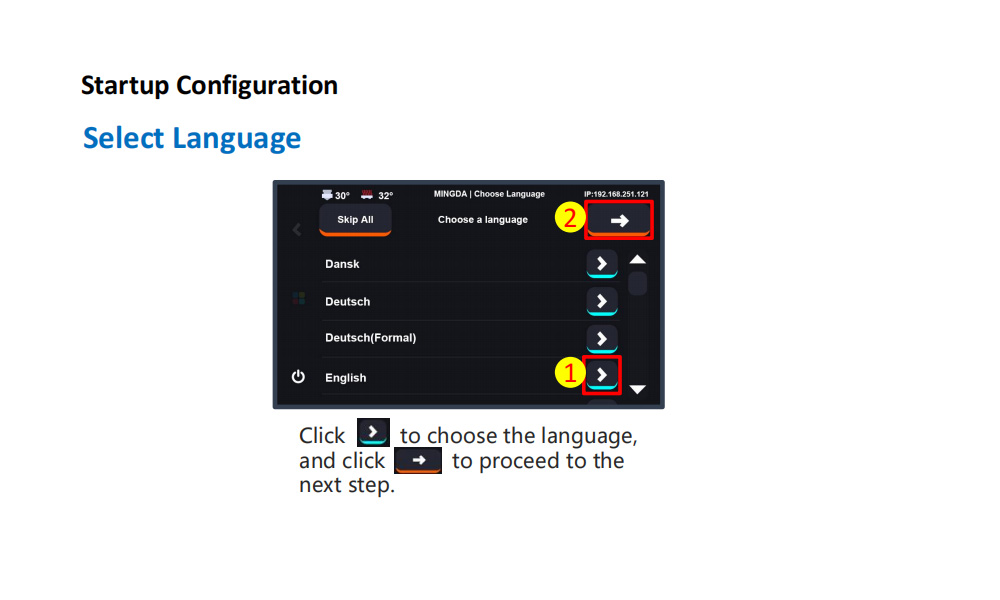 Startup Configuration
Select Language
30° 32° MINGDA | Choose Language IP:192.168.251.121
Skip All Choose a language 2
Dansk
Deutsch
Deutsch(Formal)
English 1
Click to choose the language,
and click to proceed to the
next step.